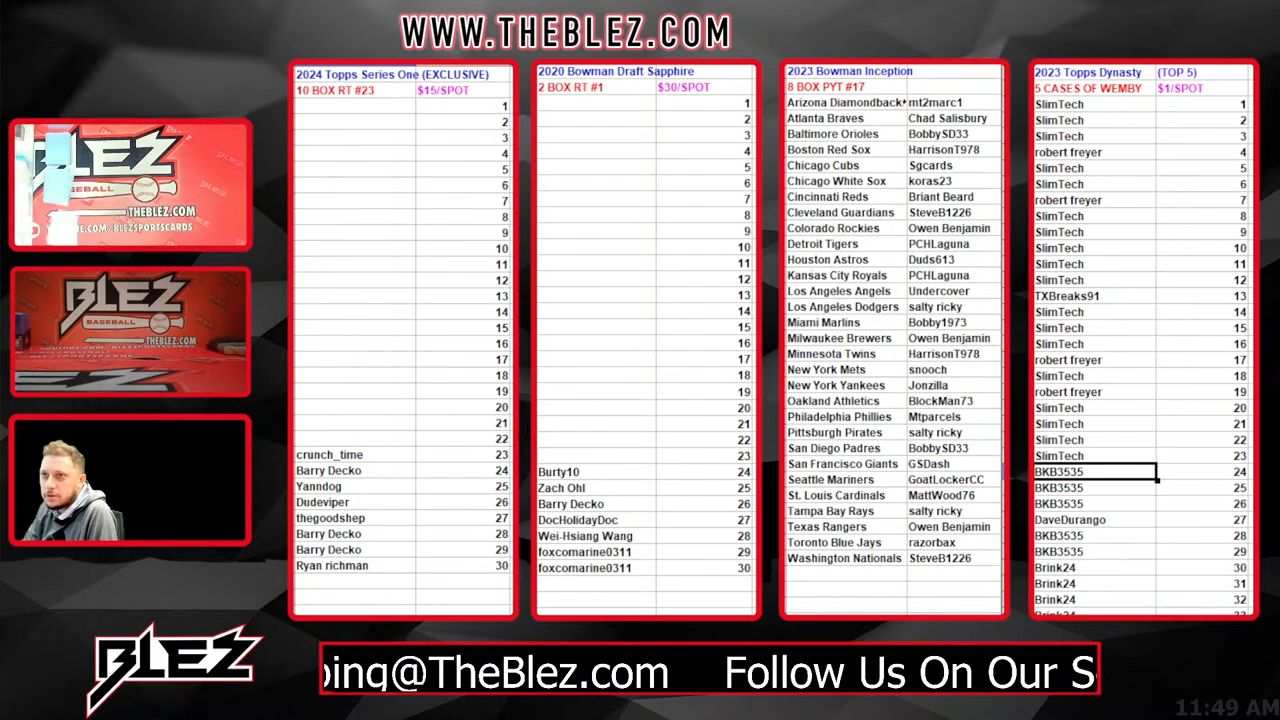 WWW.THEBLEZ.COM
2024 Topps Series One (EXCLUSIVE)
10 BOX RT #23 $15/SPOT
1
2
3
4
5
6
7
8
9
10
11
12
13
14
15
16
17
18
19
20
21
22
crunch_time 23
Barry Decko 24
Yanndog 25
Dudeviper 26
thegoodshep 27
Barry Decko 28
Barry Decko 29
Ryan richman 30
2020 Bowman Draft Sapphire
2 BOX RT #1 $30/SPOT
1
2
3
4
5
6
7
8
9
10
11
12
13
14
15
16
17
18
19
20
21
22
23
Burty10 24
Zach Ohl 25
Barry Decko 26
DocHolidayDoc 27
Wei-Hsiang Wang 28
foxcomarine0311 29
foxcomarine0311 30
2023 Bowman Inception
8 BOX PYT #17
Arizona Diamondback mt2marc1
Atlanta Braves Chad Salisbury
Baltimore Orioles BobbySD33
Boston Red Sox HarrisonT978
Chicago Cubs Sgcards
Chicago White Sox koras23
Cincinnati Reds Briant Beard
Cleveland Guardians SteveB1226
Colorado Rockies Owen Benjamin
Detroit Tigers PCHLaguna
Houston Astros Duds613
Kansas City Royals PCHLaguna
Los Angeles Angels Undercover
Los Angeles Dodgers salty ricky
Miami Marlins Bobby1973
Milwaukee Brewers Owen Benjamin
Minnesota Twins HarrisonT978
New York Mets snooch
New York Yankees Jonzilla
Oakland Athletics BlockMan73
Philadelphia Phillies Mtparcels
Pittsburgh Pirates salty ricky
San Diego Padres BobbySD33
San Francisco Giants GSDash
Seattle Mariners GoatLockerCC
St. Louis Cardinals MattWood76
Tampa Bay Rays salty ricky
Texas Rangers Owen Benjamin
Toronto Blue Jays razorbax
Washington Nationals SteveB1226
2023 Topps Dynasty (TOP 5)
5 CASES OF WEMBY $1/SPOT
SlimTech 1
SlimTech 2
SlimTech 3
robert freyer 4
SlimTech 5
SlimTech 6
robert freyer 7
SlimTech 8
SlimTech 9
SlimTech 10
SlimTech 11
SlimTech 12
TXBreaks91 13
SlimTech 14
SlimTech 15
SlimTech 16
robert freyer 17
SlimTech 18
robert freyer 19
SlimTech 20
SlimTech 21
SlimTech 22
SlimTech 23
BKB3535 24
BKB3535 25
BKB3535 26
DaveDurango 27
BKB3535 28
BKB3535 29
Brink24 30
Brink24 31
Brink24 32
BLEZ
BASEBALL
THEBLEZ.COM
.COM/BLEZSPORTSCARDS
BLEZ
BASEBALL
THEBLEZ.COM
BLEZ
ping@TheBlez.com Follow Us On Our S
11:49 AM